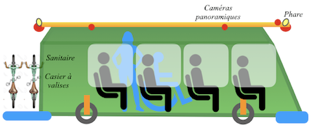 Caméras
panoramiques
Phare
Sanitaire
Casier à
valises